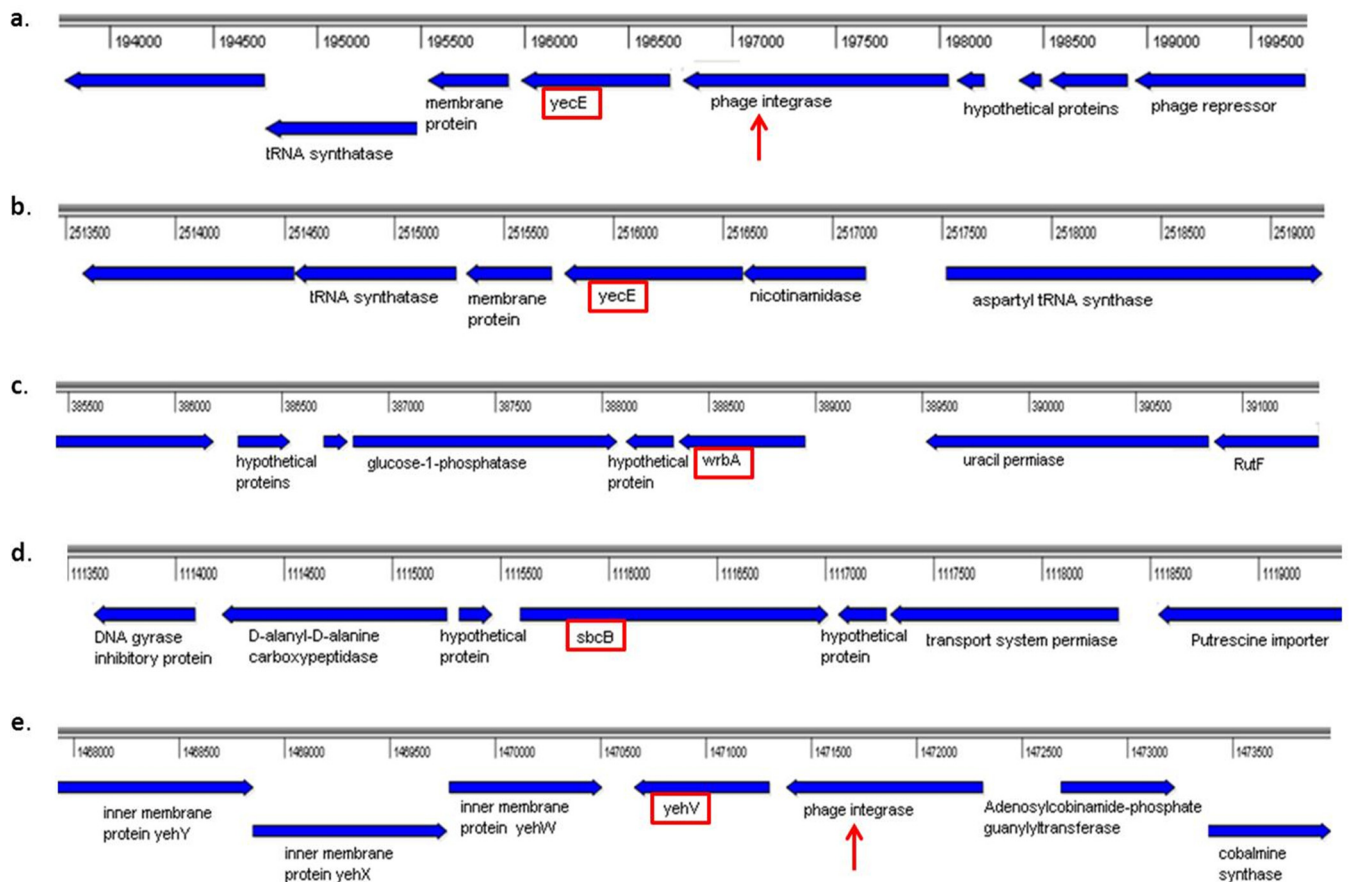 a.
194000 194500 195000 195500 196000 196500 197000 197500 198000 198500 199000 199500
membrane
protein
yecE
phage integrase
hypothetical proteins
phage repressor
tRNA synthatase
b.
2513500 2514000 2514500 2515000 2515500 2516000 2516500 2517000 2517500 2518000 2518500 2519000
tRNA synthatase
membrane
protein
yecE
nicotinamidase
aspartyl tRNA synthase
c.
385500 386000 386500 387000 387500 388000 388500 389000 389500 390000 390500 391000
hypothetical
proteins
glucose-1-phosphatase
hypothetical
protein
wrbA
uracil permiase
RutF
d.
1113500 1114000 1114500 1115000 1115500 1116000 1116500 1117000 1117500 1118000 1118500 1119000
DNA gyrase
inhibitory protein
D-alanyl-D-alanine
carboxypeptidase
hypothetical
protein
sbcB
hypothetical
protein
transport system permiase
Putrescine importer
e.
1468000 1468500 1469000 1469500 1470000 1470500 1471000 1471500 1472000 1472500 1473000 1473500
inner membrane
protein yehY
inner membrane
protein yehX
inner membrane
protein yehW
yehV
phage integrase
Adenosylcobinamide-phosphate
guanylyltransferase
cobalmine
synthase